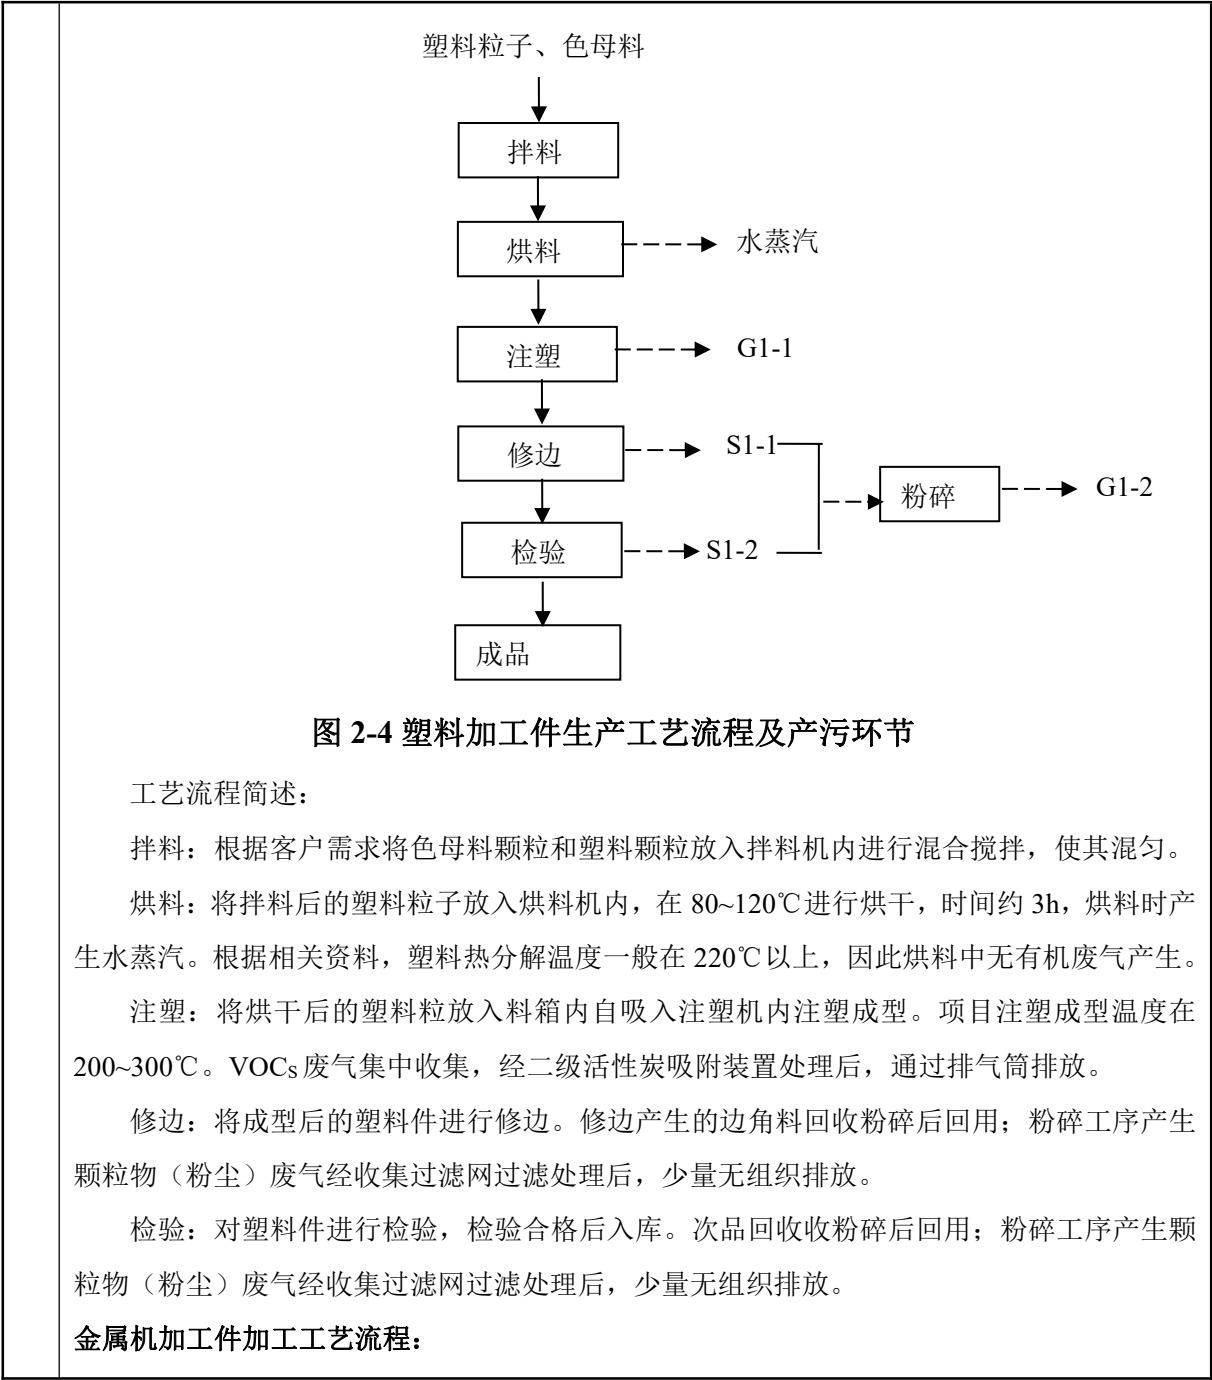 塑料粒子、色母料
拌料
烘料
水蒸汽
注塑
G1-1
修边
S1-1
粉碎
G1-2
检验
S1-2
成品
图 2-4 塑料加工件生产工艺流程及产污环节
工艺流程简述：
拌料：根据客户需求将色母料颗粒和塑料颗粒放入拌料机内进行混合搅拌，使其混匀。
烘料：将拌料后的塑料粒子放入烘料机内，在 80~120℃进行烘干，时间约 3h，烘料时产
生水蒸汽。根据相关资料，塑料热分解温度一般在 220℃以上，因此烘料中无有机废气产生。
注塑：将烘干后的塑料粒放入料箱内自吸入注塑机内注塑成型。项目注塑成型温度在
200~300℃。VOCs 废气集中收集，经二级活性炭吸附装置处理后，通过排气筒排放。
修边：将成型后的塑料件进行修边。修边产生的边角料回收粉碎后回用；粉碎工序产生
颗粒物（粉尘）废气经收集过滤网过滤处理后，少量无组织排放。
检验：对塑料件进行检验，检验合格后入库。次品回收收粉碎后回用；粉碎工序产生颗
粒物（粉尘）废气经收集过滤网过滤处理后，少量无组织排放。
金属机加工件加工工艺流程：